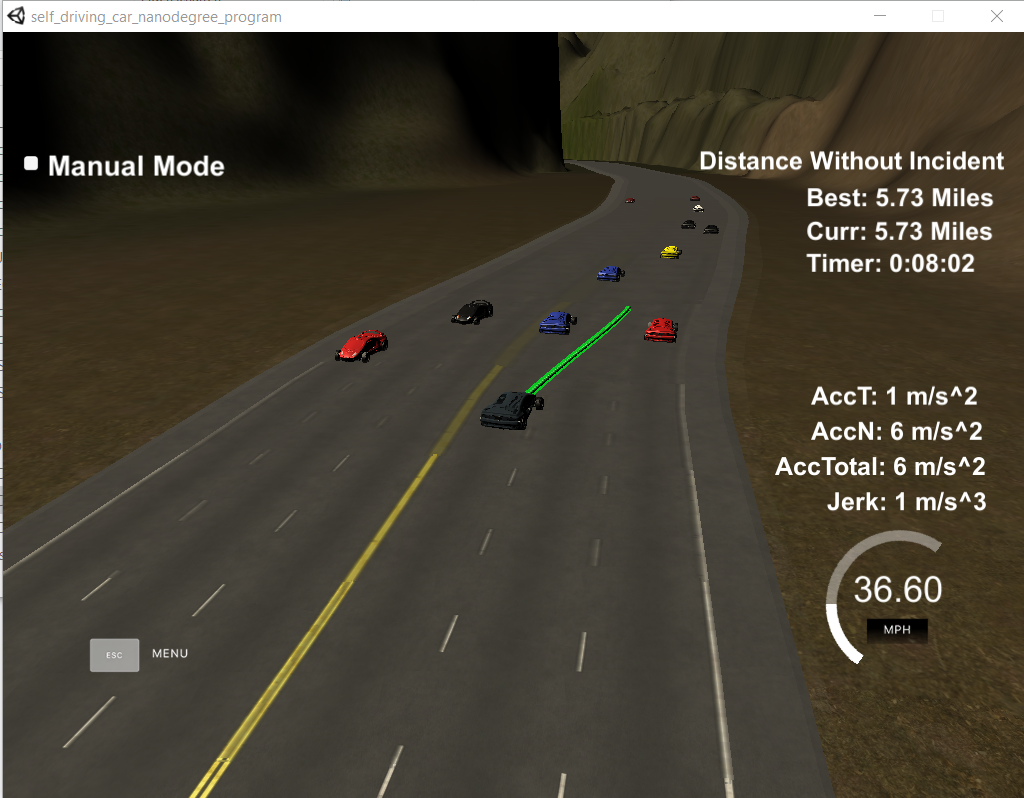 self_driving_car_nanodegree_program
Manual Mode
Distance Without Incident
Best: 5.73 Miles
Curr: 5.73 Miles
Timer: 0:08:02
AccT: 1 m/s^2
AccN: 6 m/s^2
AccTotal: 6 m/s^2
Jerk: 1 m/s^3
36.60
MPH
ESC MENU